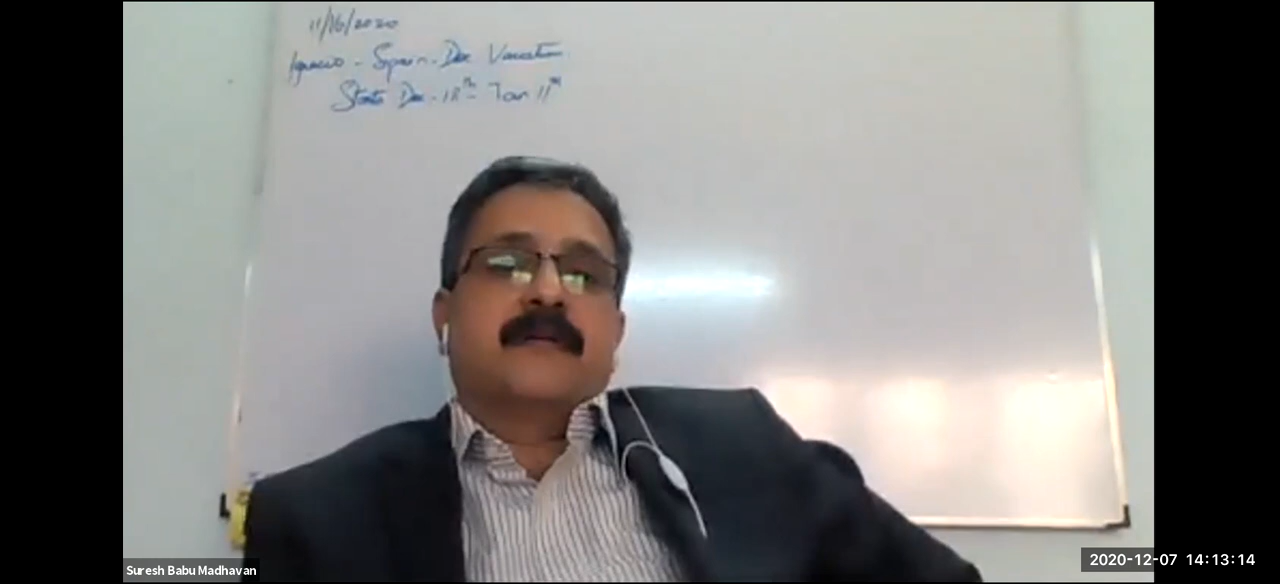 11/16/2020
Ignacio - Spain - Dec Vacation
Starts Dec - 18th - Jan 11th
Suresh Babu Madhavan
2020-12-07 14:13:14